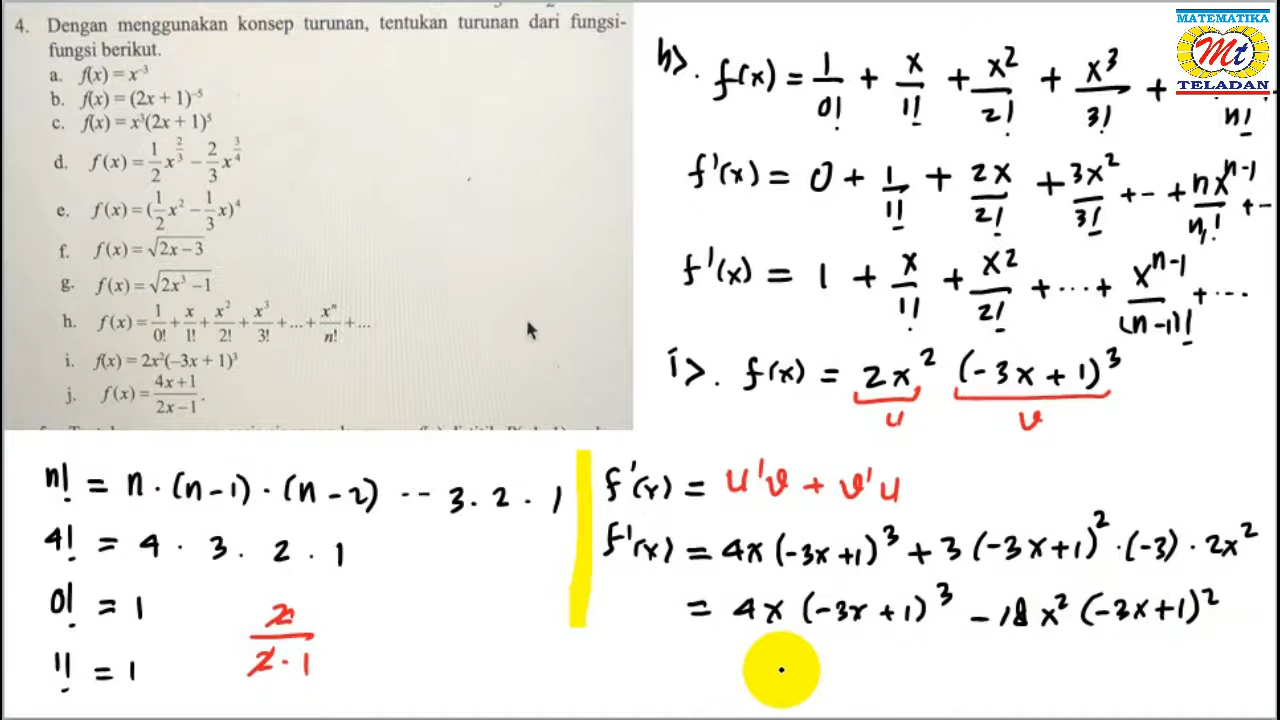 4. Dengan menggunakan konsep turunan, tentukan turunan dari fungsi-
fungsi berikut.
a. f(x) = x⁻³
b. f(x) = (2x + 1)⁻⁵
c. f(x) = x³(2x + 1)⁵
d. f(x) = 1/2 x^(2/3) − 2/3 x^(3/4)
e. f(x) = (1/2 x² − 1/3 x)⁴
f. f(x) = √(2x − 3)
g. f(x) = √(2x³ − 1)
h. f(x) = 1/0! + x/1! + x²/2! + x³/3! + ... + xⁿ/n! + ...
i. f(x) = 2x²(−3x + 1)³
j. f(x) = (4x + 1)/(2x − 1).
MATEMATIKA
Mt
TELADAN
h>. f(x) = 1/0! + x/1! + x²/2! + x³/3! + n!
f'(x) = 0 + 1/1! + 2x/2! + 3x²/3! + -- + nxⁿ⁻¹/n! + --
f'(x) = 1 + x/1! + x²/2! + ... + xⁿ⁻¹/(n-1)! + ...
i>. f(x) = 2x² (-3x + 1)³
u v
n! = n · (n-1) · (n-2) -- 3. 2 . 1
4! = 4 . 3 . 2 . 1
0! = 1
1! = 1
2/2·1
f'(x) = u'v + v'u
f'(x) = 4x (-3x +1)³ + 3 (-3x+1)² · (-3) · 2x²
= 4x (-3x + 1)³ - 18 x² (-3x+1)²